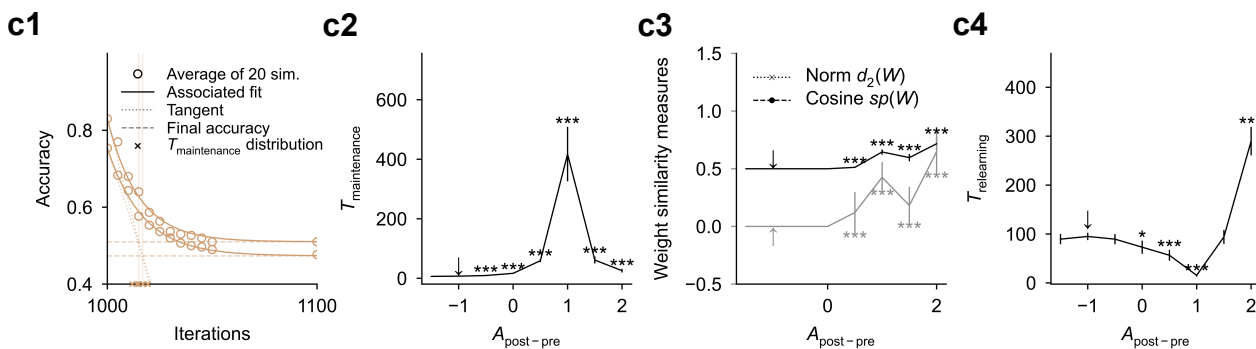 c1
c2
c3
c4
Average of 20 sim.
Associated fit
Tangent
Final accuracy
T_maintenance distribution
0.8
0.6
0.4
Accuracy
1000
1100
Iterations
600
400
200
0
T_maintenance
***
***
***
***
***
***
−1
0
1
2
A_post−pre
1.5
1.0
0.5
0.0
−0.5
Weight similarity measures
Norm d_2(W)
Cosine sp(W)
***
***
***
***
***
***
***
***
0
2
A_post−pre
400
300
200
100
0
T_relearning
*
***
***
**
−1
0
1
2
A_post−pre